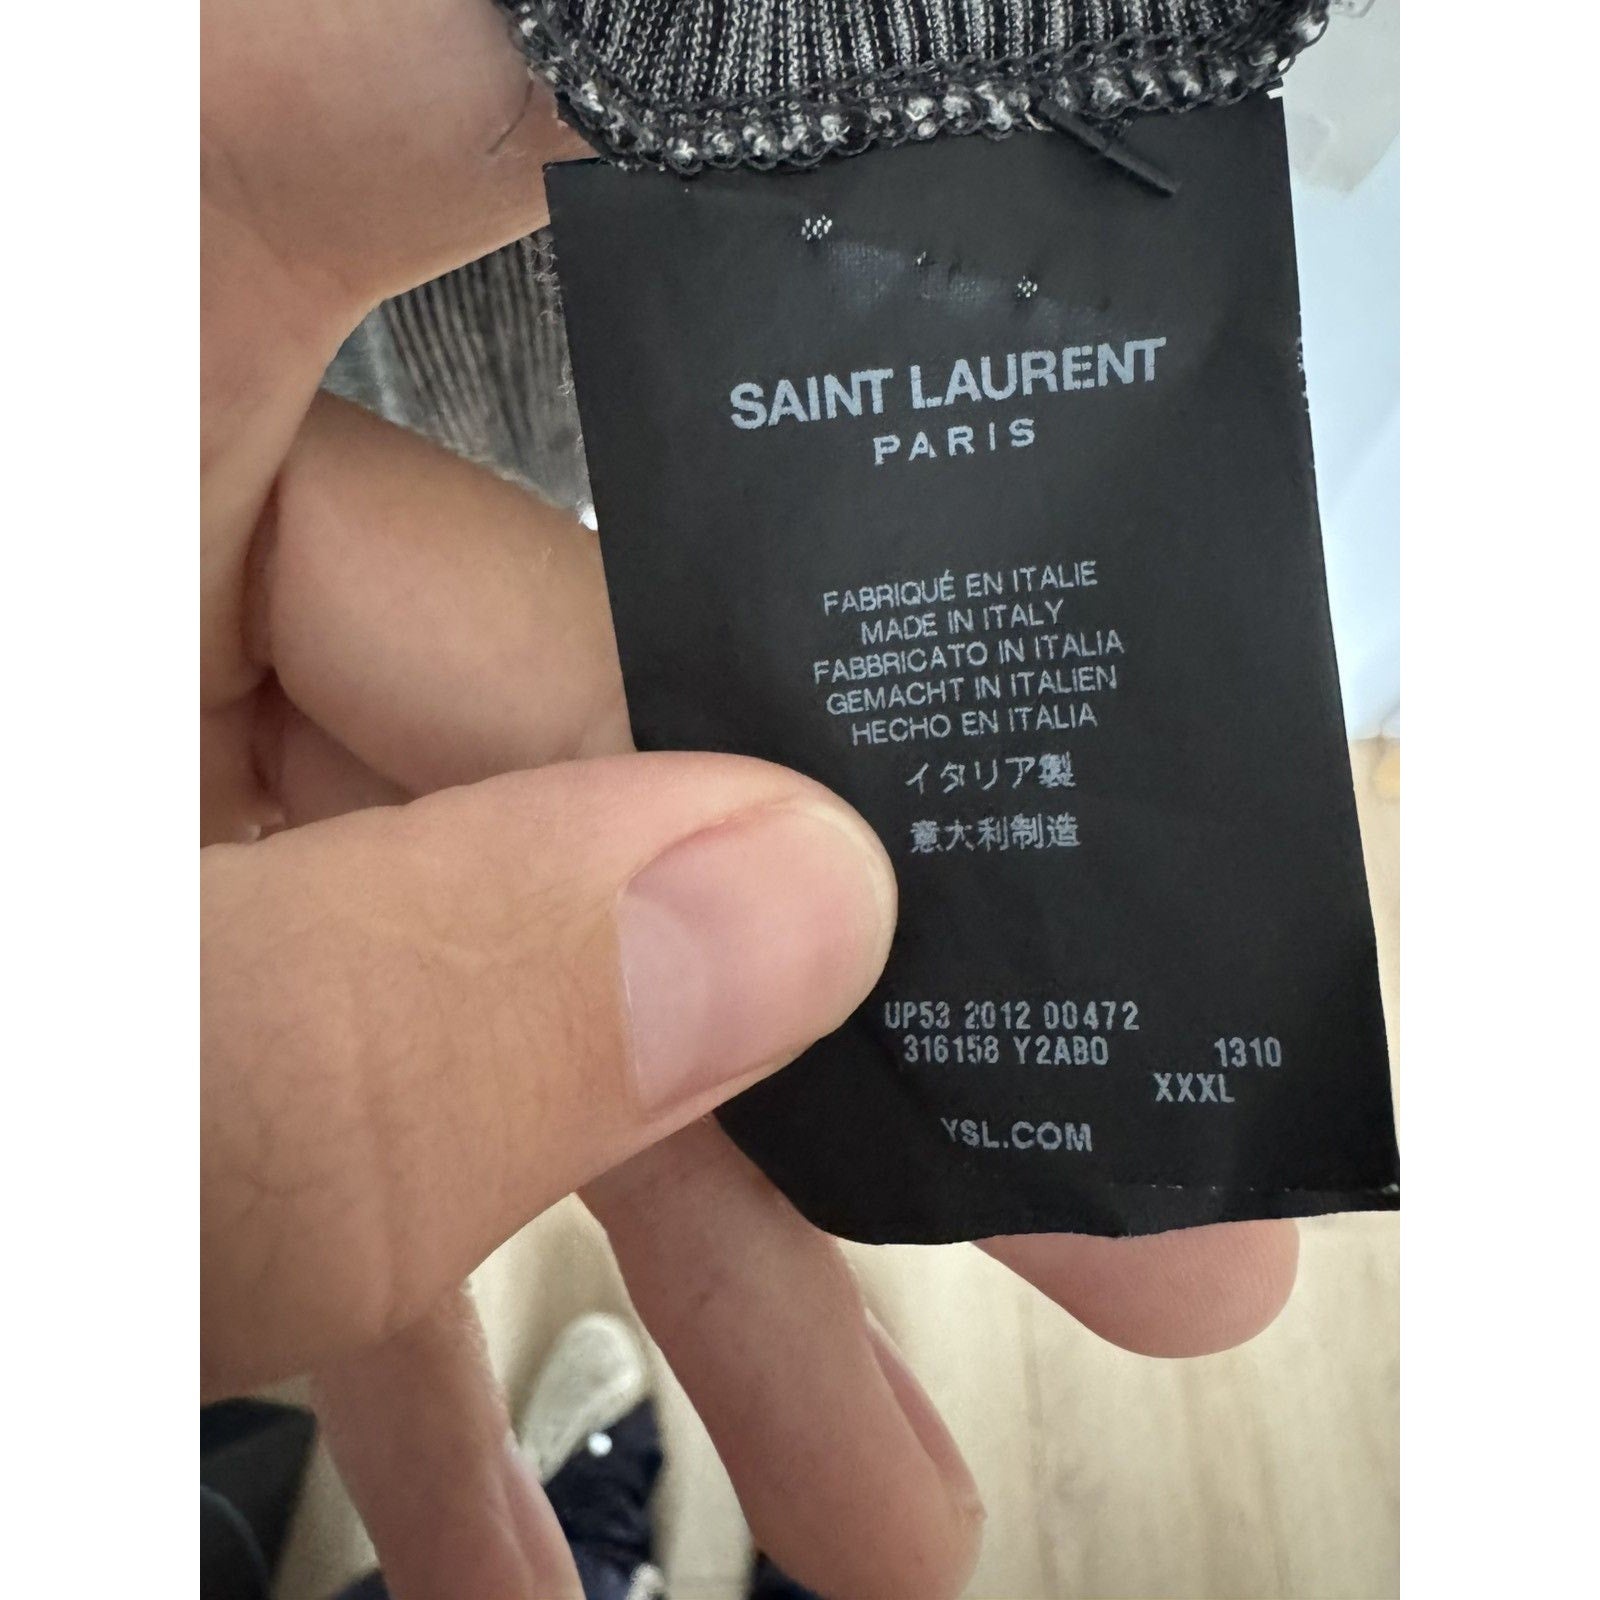 SAINT LAURENT
PARIS
FABRIQUÉ EN ITALIE
MADE IN ITALY
FABBRICATO IN ITALIA
GEMACHT IN ITALIEN
HECHO EN ITALIA
イタリア製
意大利制造
UP53 2012 00472
316158 Y2AB0 1310
XXXL
YSL.COM